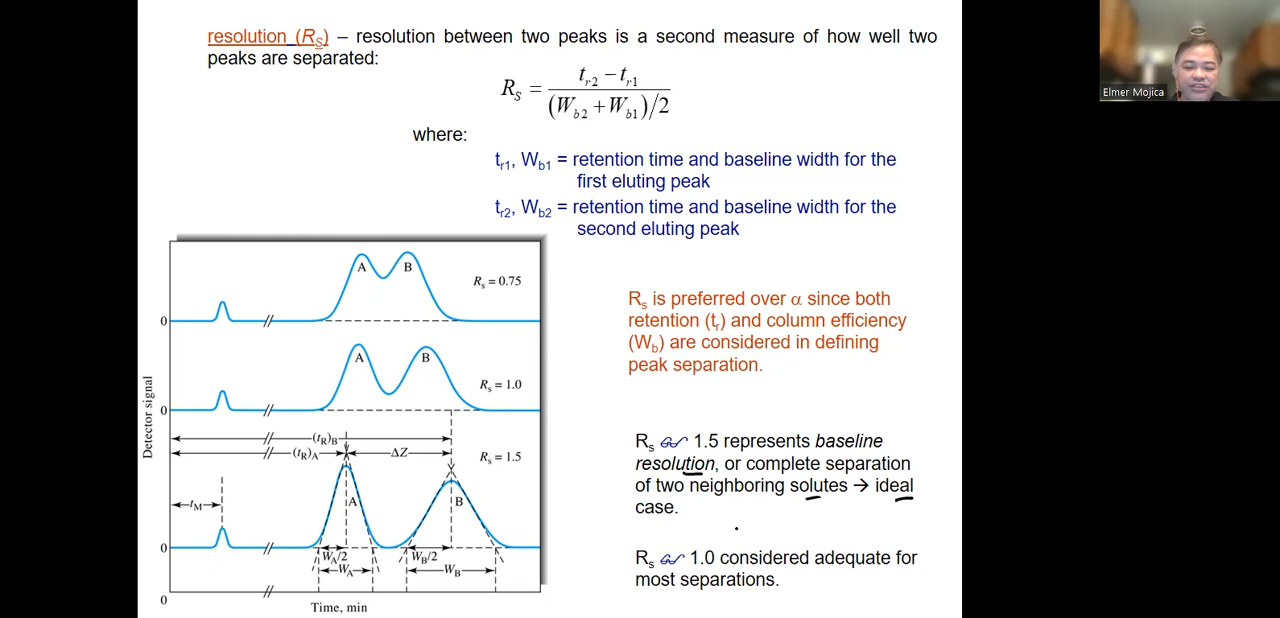 resolution (Rs) – resolution between two peaks is a second measure of how well two
peaks are separated:
Rs = (tr2 – tr1) / ((Wb2 + Wb1)/2)
where:
tr1, Wb1 = retention time and baseline width for the
first eluting peak
tr2, Wb2 = retention time and baseline width for the
second eluting peak
Elmer Mojica
A B
Rs = 0.75
0
A B
Rs = 1.0
0
(tR)B
(tR)A ΔZ Rs = 1.5
tM A B
0
WA/2 WB/2
WA WB
0
Time, min
Detector signal
Rs is preferred over α since both
retention (tr) and column efficiency
(Wb) are considered in defining
peak separation.
Rs 1.5 represents baseline
resolution, or complete separation
of two neighboring solutes → ideal
case.
Rs 1.0 considered adequate for
most separations.